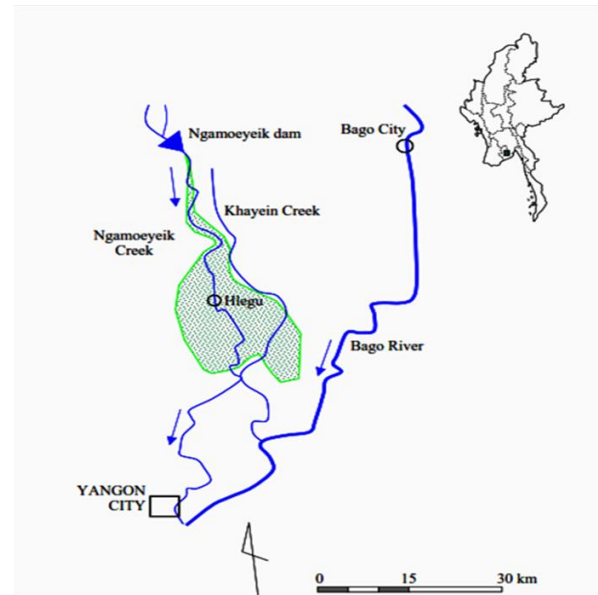 Ngamoeyeik dam
Bago City
Khayein Creek
Ngamoeyeik
Creek
Hlegu
Bago River
YANGON
CITY
0 15 30 km